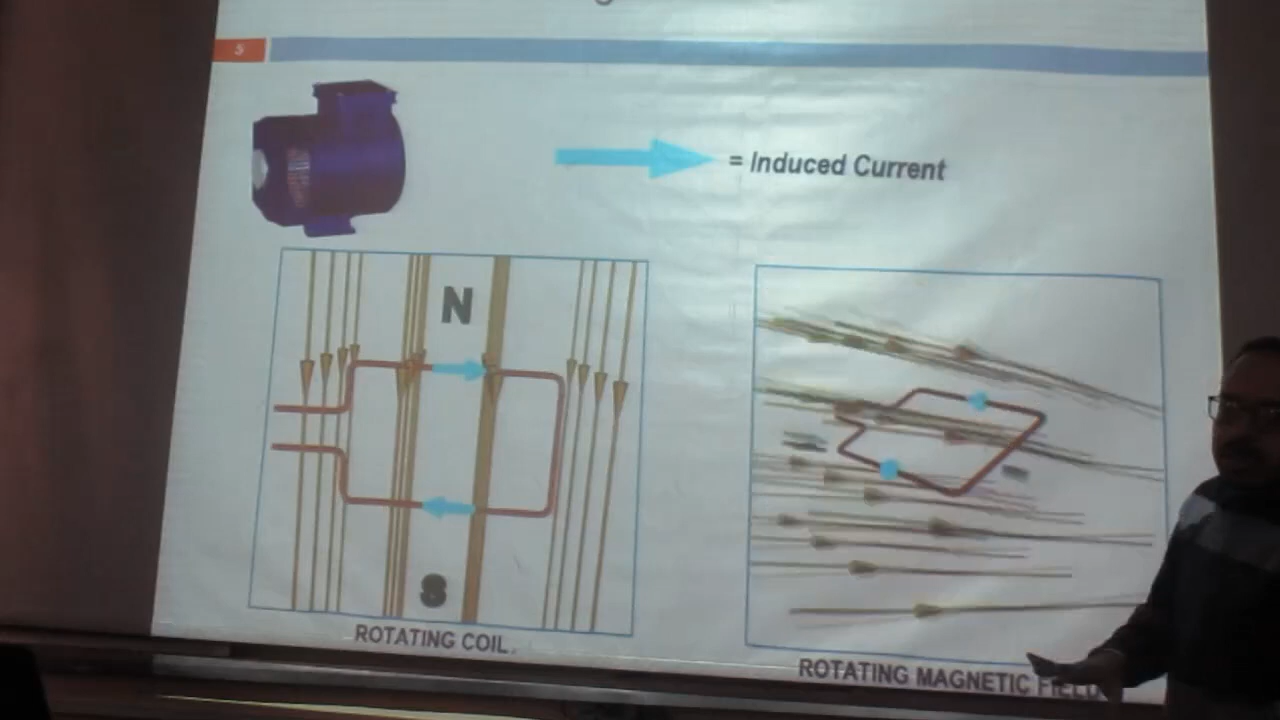 5
= Induced Current
N
S
ROTATING COIL
ROTATING MAGNETIC FIELD